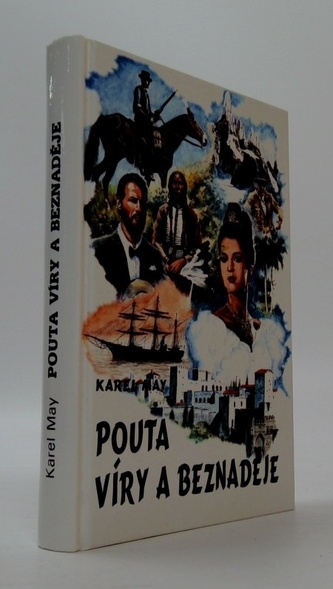 Karel May POUTA VÍRY A BEZNADĚJE
KAREL MAY
POUTA
VÍRY A BEZNADĚJE